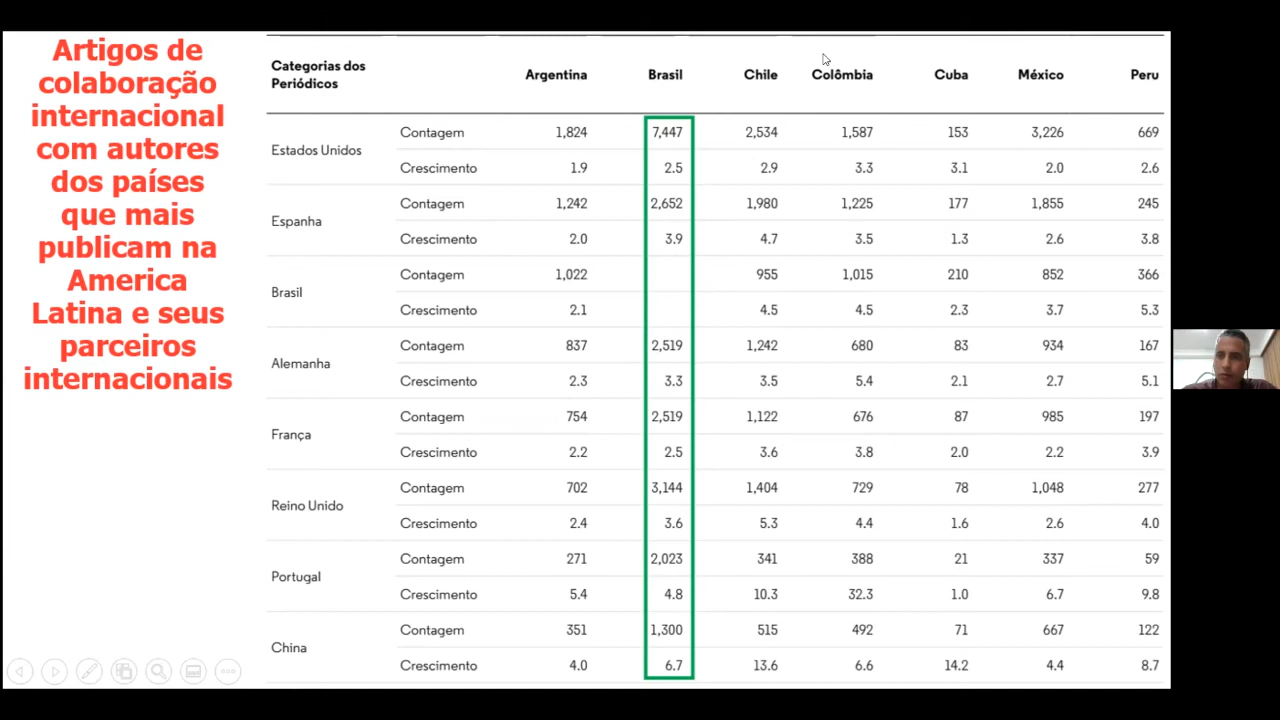 Artigos de
colaboração
internacional
com autores
dos países
que mais
publicam na
America
Latina e seus
parceiros
internacionais
Categorias dos
Periódicos
Argentina Brasil Chile Colômbia Cuba México Peru
Estados Unidos
Contagem 1,824 7,447 2,534 1,587 153 3,226 669
Crescimento 1.9 2.5 2.9 3.3 3.1 2.0 2.6
Espanha
Contagem 1,242 2,652 1,980 1,225 177 1,855 245
Crescimento 2.0 3.9 4.7 3.5 1.3 2.6 3.8
Brasil
Contagem 1,022 955 1,015 210 852 366
Crescimento 2.1 4.5 4.5 2.3 3.7 5.3
Alemanha
Contagem 837 2,519 1,242 680 83 934 167
Crescimento 2.3 3.3 3.5 5.4 2.1 2.7 5.1
França
Contagem 754 2,519 1,122 676 87 985 197
Crescimento 2.2 2.5 3.6 3.8 2.0 2.2 3.9
Reino Unido
Contagem 702 3,144 1,404 729 78 1,048 277
Crescimento 2.4 3.6 5.3 4.4 1.6 2.6 4.0
Portugal
Contagem 271 2,023 341 388 21 337 59
Crescimento 5.4 4.8 10.3 32.3 1.0 6.7 9.8
China
Contagem 351 1,300 515 492 71 667 122
Crescimento 4.0 6.7 13.6 6.6 14.2 4.4 8.7